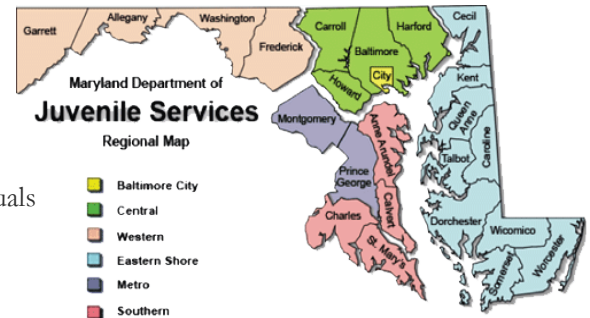 Garrett
Allegany
Washington
Frederick
Carroll
Harford
Baltimore
City
Howard
Cecil
Kent
Queen Anne
Caroline
Talbot
Maryland Department of
Juvenile Services
Regional Map
Montgomery
Prince
George
Anne Arundel
Calvert
Charles
St. Mary's
Dorchester
Wicomico
Somerset
Worcester
uals
Baltimore City
Central
Western
Eastern Shore
Metro
Southern